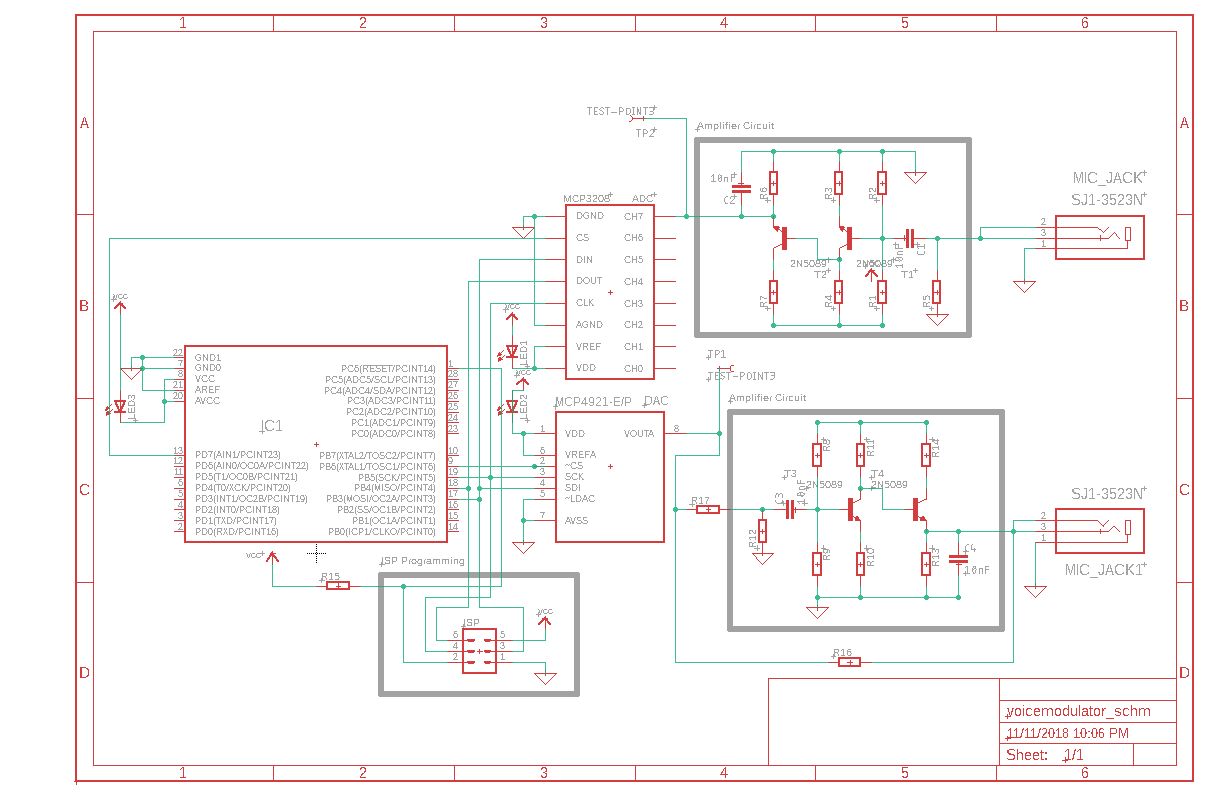 1 2 3 4 5 6
A A
B B
C C
D D
TEST-POINT3
TP2
Amplifier Circuit
10nF
C2
R6
R3
R2
2N5089
T2
2N5089
T1
10nF
C1
R7
R4
R1
R5
MIC_JACK
SJ1-3523N
2
3
1
MCP3208 ADC
DGND CH7
CS CH6
DIN CH5
DOUT CH4
CLK CH3
AGND CH2
VREF CH1
VDD CH0
VCC
LED3
VCC
LED1
VCC
LED2
22 GND1
7 GND0
8 VCC
21 AREF
20 AVCC
IC1
PC6(RESET/PCINT14) 1
PC5(ADC5/SCL/PCINT13) 28
PC4(ADC4/SDA/PCINT12) 27
PC3(ADC3/PCINT11) 26
PC2(ADC2/PCINT10) 25
PC1(ADC1/PCINT9) 24
PC0(ADC0/PCINT8) 23
13 PD7(AIN1/PCINT23)
12 PD6(AIN0/OC0A/PCINT22)
11 PD5(T1/OC0B/PCINT21)
6 PD4(T0/XCK/PCINT20)
5 PD3(INT1/OC2B/PCINT19)
4 PD2(INT0/PCINT18)
3 PD1(TXD/PCINT17)
2 PD0(RXD/PCINT16)
PB7(XTAL2/TOSC2/PCINT7) 10
PB6(XTAL1/TOSC1/PCINT6) 9
PB5(SCK/PCINT5) 19
PB4(MISO/PCINT4) 18
PB3(MOSI/OC2A/PCINT3) 17
PB2(SS/OC1B/PCINT2) 16
PB1(OC1A/PCINT1) 15
PB0(ICP1/CLKO/PCINT0) 14
MCP4921-E/P DAC
1 VDD VOUTA 8
6 VREFA
2 ~CS
3 SCK
4 SDI
5 ~LDAC
7 AVSS
TP1
TEST-POINT3
Amplifier Circuit
R8
R11
R14
T3
2N5089
T4
2N5089
C3
10nF
R17
R12
R9
R10
R13
C4
10nF
SJ1-3523N
2
3
1
MIC_JACK1
R16
VCC
R15
ISP Programming
ISP
VCC
6 5
4 3
2 1
voicemodulator_schm
11/11/2018 10:06 PM
Sheet: 1/1
1 2 3 4 5 6